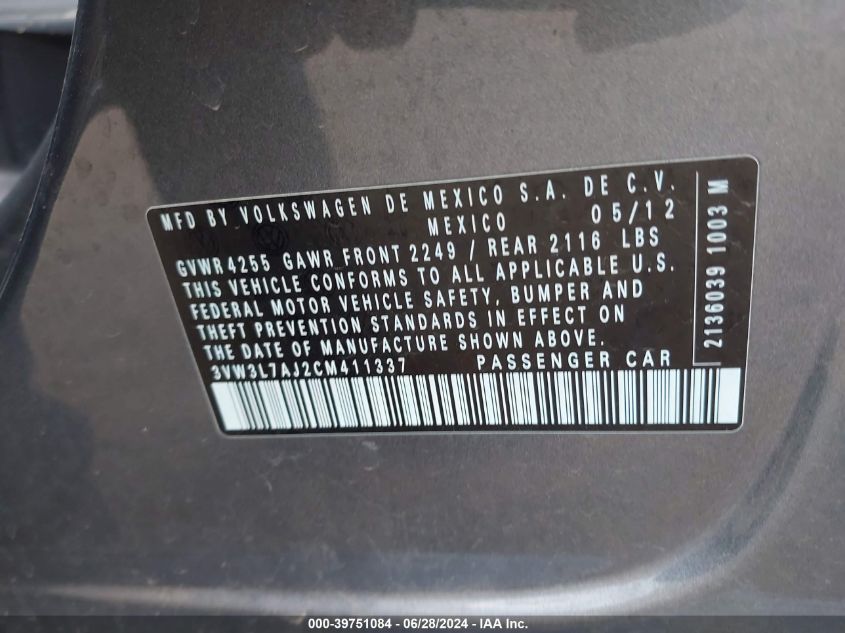 MFD BY VOLKSWAGEN DE MEXICO S.A. DE C.V.
MEXICO 05/12
GVWR 4255 GAWR FRONT 2249 / REAR 2116 LBS
THIS VEHICLE CONFORMS TO ALL APPLICABLE U.S.
FEDERAL MOTOR VEHICLE SAFETY, BUMPER AND
THEFT PREVENTION STANDARDS IN EFFECT ON
THE DATE OF MANUFACTURE SHOWN ABOVE.
3VW3L7AJ2CM411337 PASSENGER CAR
2136039 1003 M
000-39751084 - 06/28/2024 - IAA Inc.